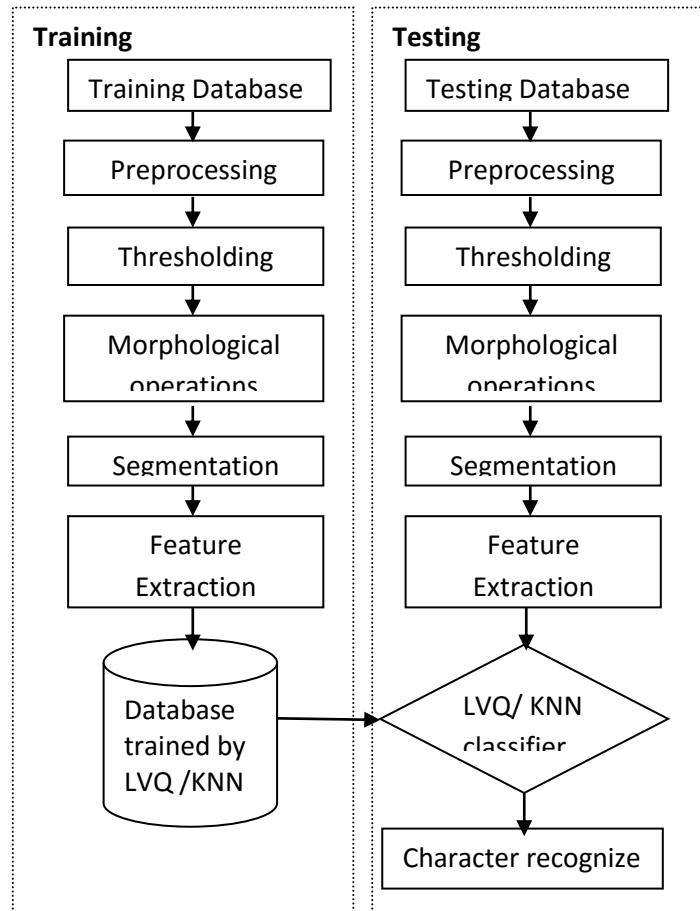 Training
Training Database
Preprocessing
Thresholding
Morphological
operations
Segmentation
Feature
Extraction
Database
trained by
LVQ /KNN
Testing
Testing Database
Preprocessing
Thresholding
Morphological
operations
Segmentation
Feature
Extraction
LVQ/ KNN
classifier
Character recognize